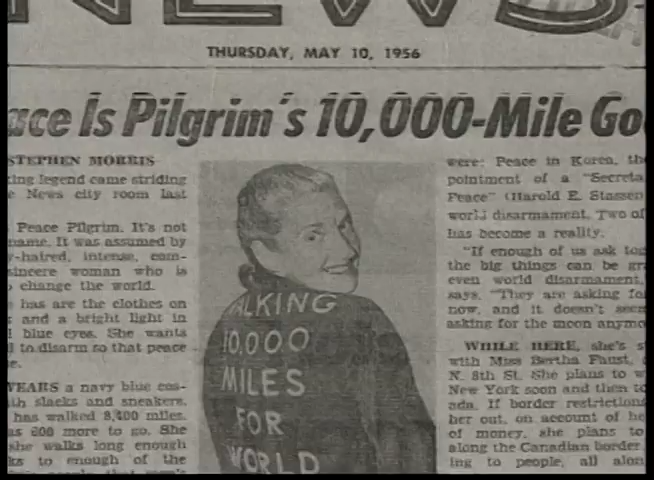 NEWS
THURSDAY, MAY 10, 1956
ace Is Pilgrim's 10,000-Mile Go
STEPHEN MORRIS
ing legend came striding
e News city room last
Peace Pilgrim. It's not
name. It was assumed by
y-haired, intense, com-
sincere woman who is
change the world.
has are the clothes on
and a bright light in
blue eyes. She wants
to disarm so that peace
e.
YEARS a navy blue cos-
th slacks and sneakers,
has walked 8,400 miles.
as 600 more to go. She
she walks long enough
ks to enough of the
WALKING
10,000
MILES
FOR
WORLD
were: Peace in Korea, the
pointment of a "Secreta
Peace" (Harold E. Stassen
world disarmament. Two of
has become a reality.
"If enough of us ask tog
the big things can be gr
even world disarmament,
says. "They are asking fo
now, and it doesn't seem
asking for the moon anymo
WHILE HERE, she's s
with Miss Bertha Faust,
N. 8th St. She plans to w
New York soon and then to
ada. If border restriction
her out, on account of he
of money, she plans to
along the Canadian border
ing to people, all alon